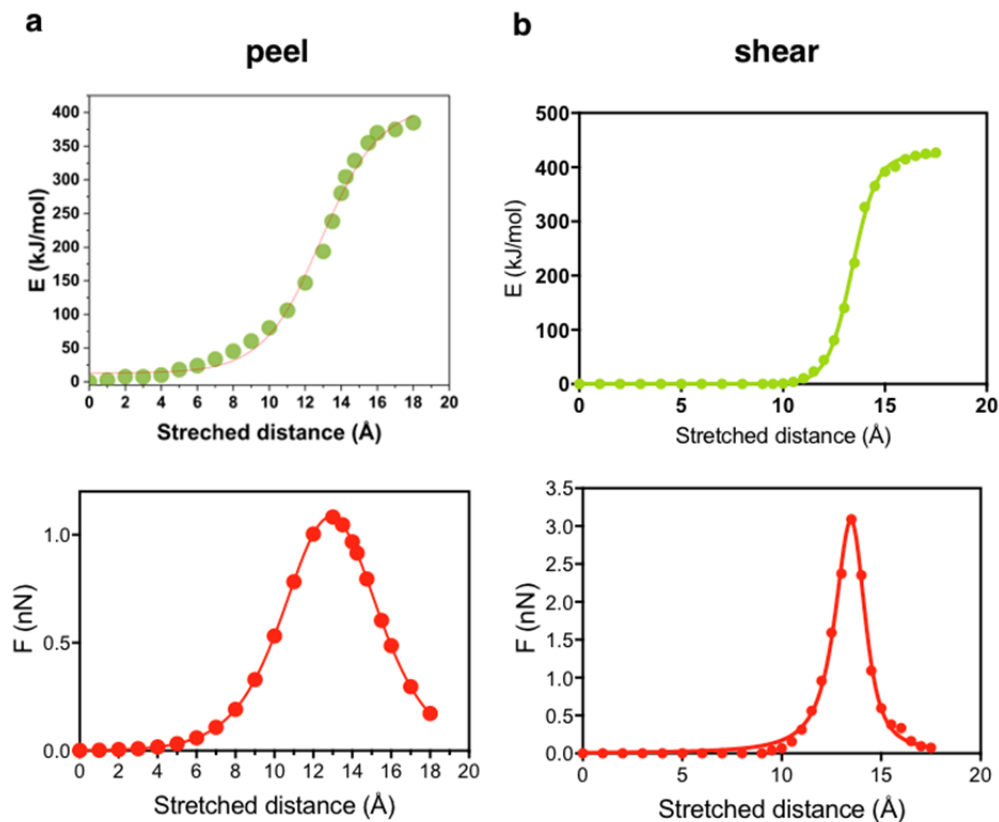 a
peel
b
shear
E (kJ/mol)
400
350
300
250
200
150
100
50
0
0 2 4 6 8 10 12 14 16 18 20
Streched distance (Å)
E (kJ/mol)
500
400
300
200
100
0
0 5 10 15 20
Stretched distance (Å)
F (nN)
1.0
0.5
0.0
0 2 4 6 8 10 12 14 16 18 20
Stretched distance (Å)
F (nN)
3.5
3.0
2.5
2.0
1.5
1.0
0.5
0.0
0 5 10 15 20
Stretched distance (Å)